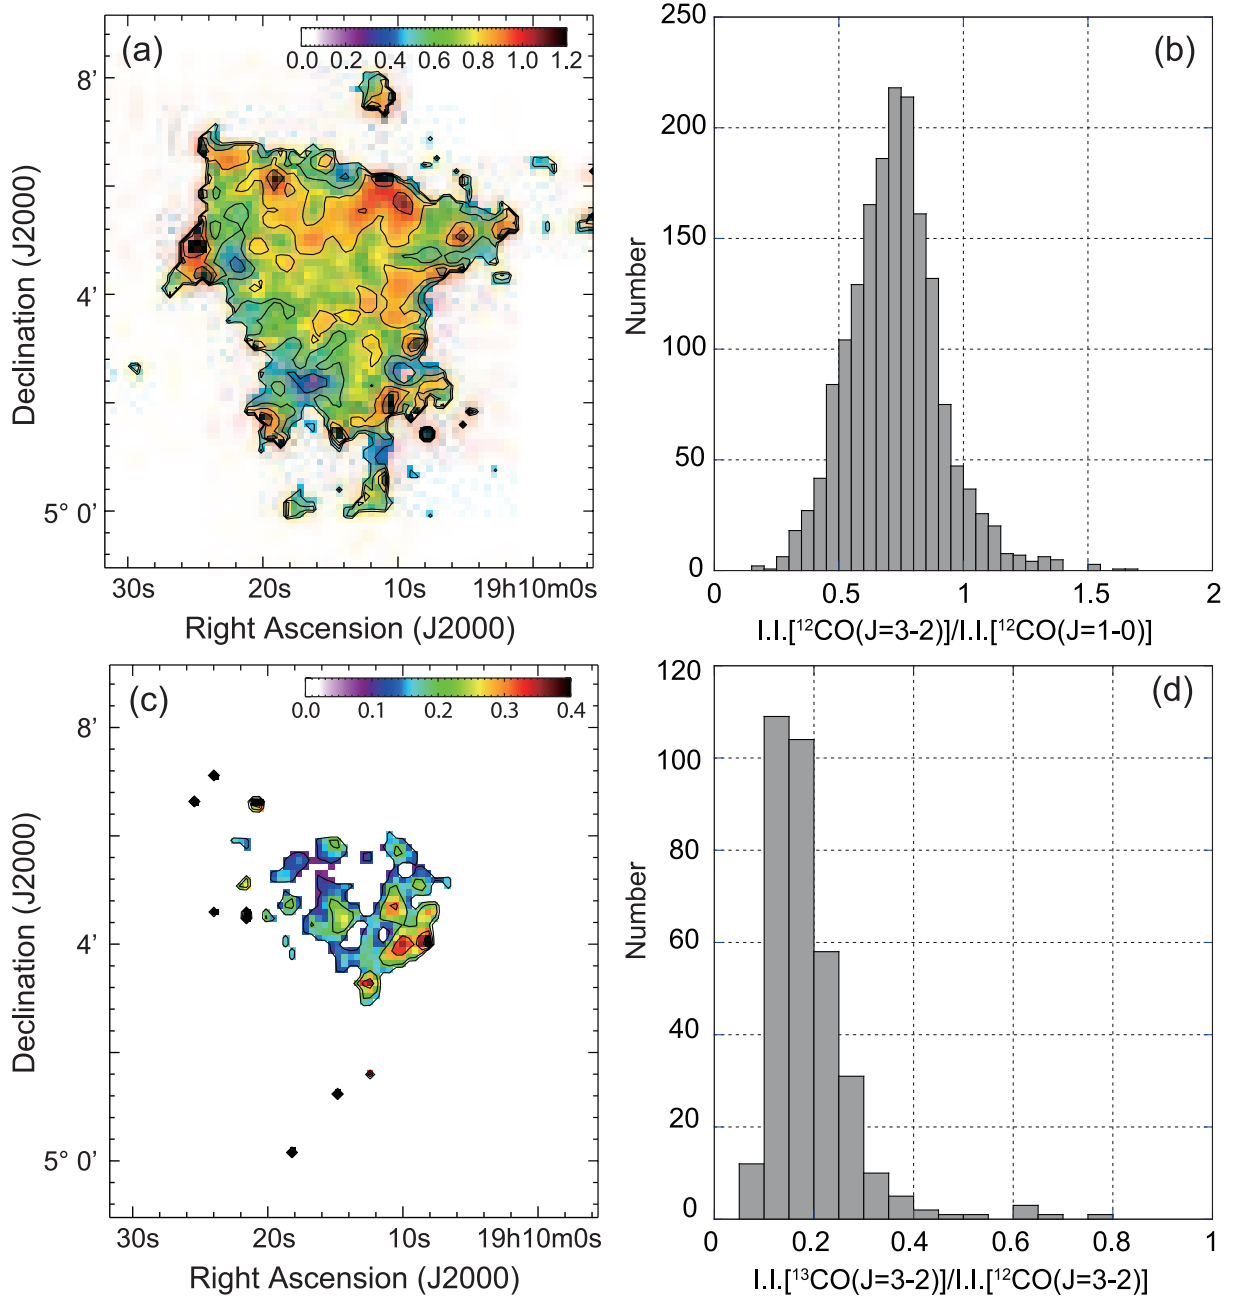 (a)
0.0 0.2 0.4 0.6 0.8 1.0 1.2
8'
4'
5° 0'
Declination (J2000)
30s 20s 10s 19h10m0s
Right Ascension (J2000)
(b)
250
200
150
100
50
0
Number
0 0.5 1 1.5 2
I.I.[¹²CO(J=3-2)]/I.I.[¹²CO(J=1-0)]
(c)
0.0 0.1 0.2 0.3 0.4
8'
4'
5° 0'
Declination (J2000)
30s 20s 10s 19h10m0s
Right Ascension (J2000)
(d)
120
100
80
60
40
20
0
Number
0 0.2 0.4 0.6 0.8 1
I.I.[¹³CO(J=3-2)]/I.I.[¹²CO(J=3-2)]